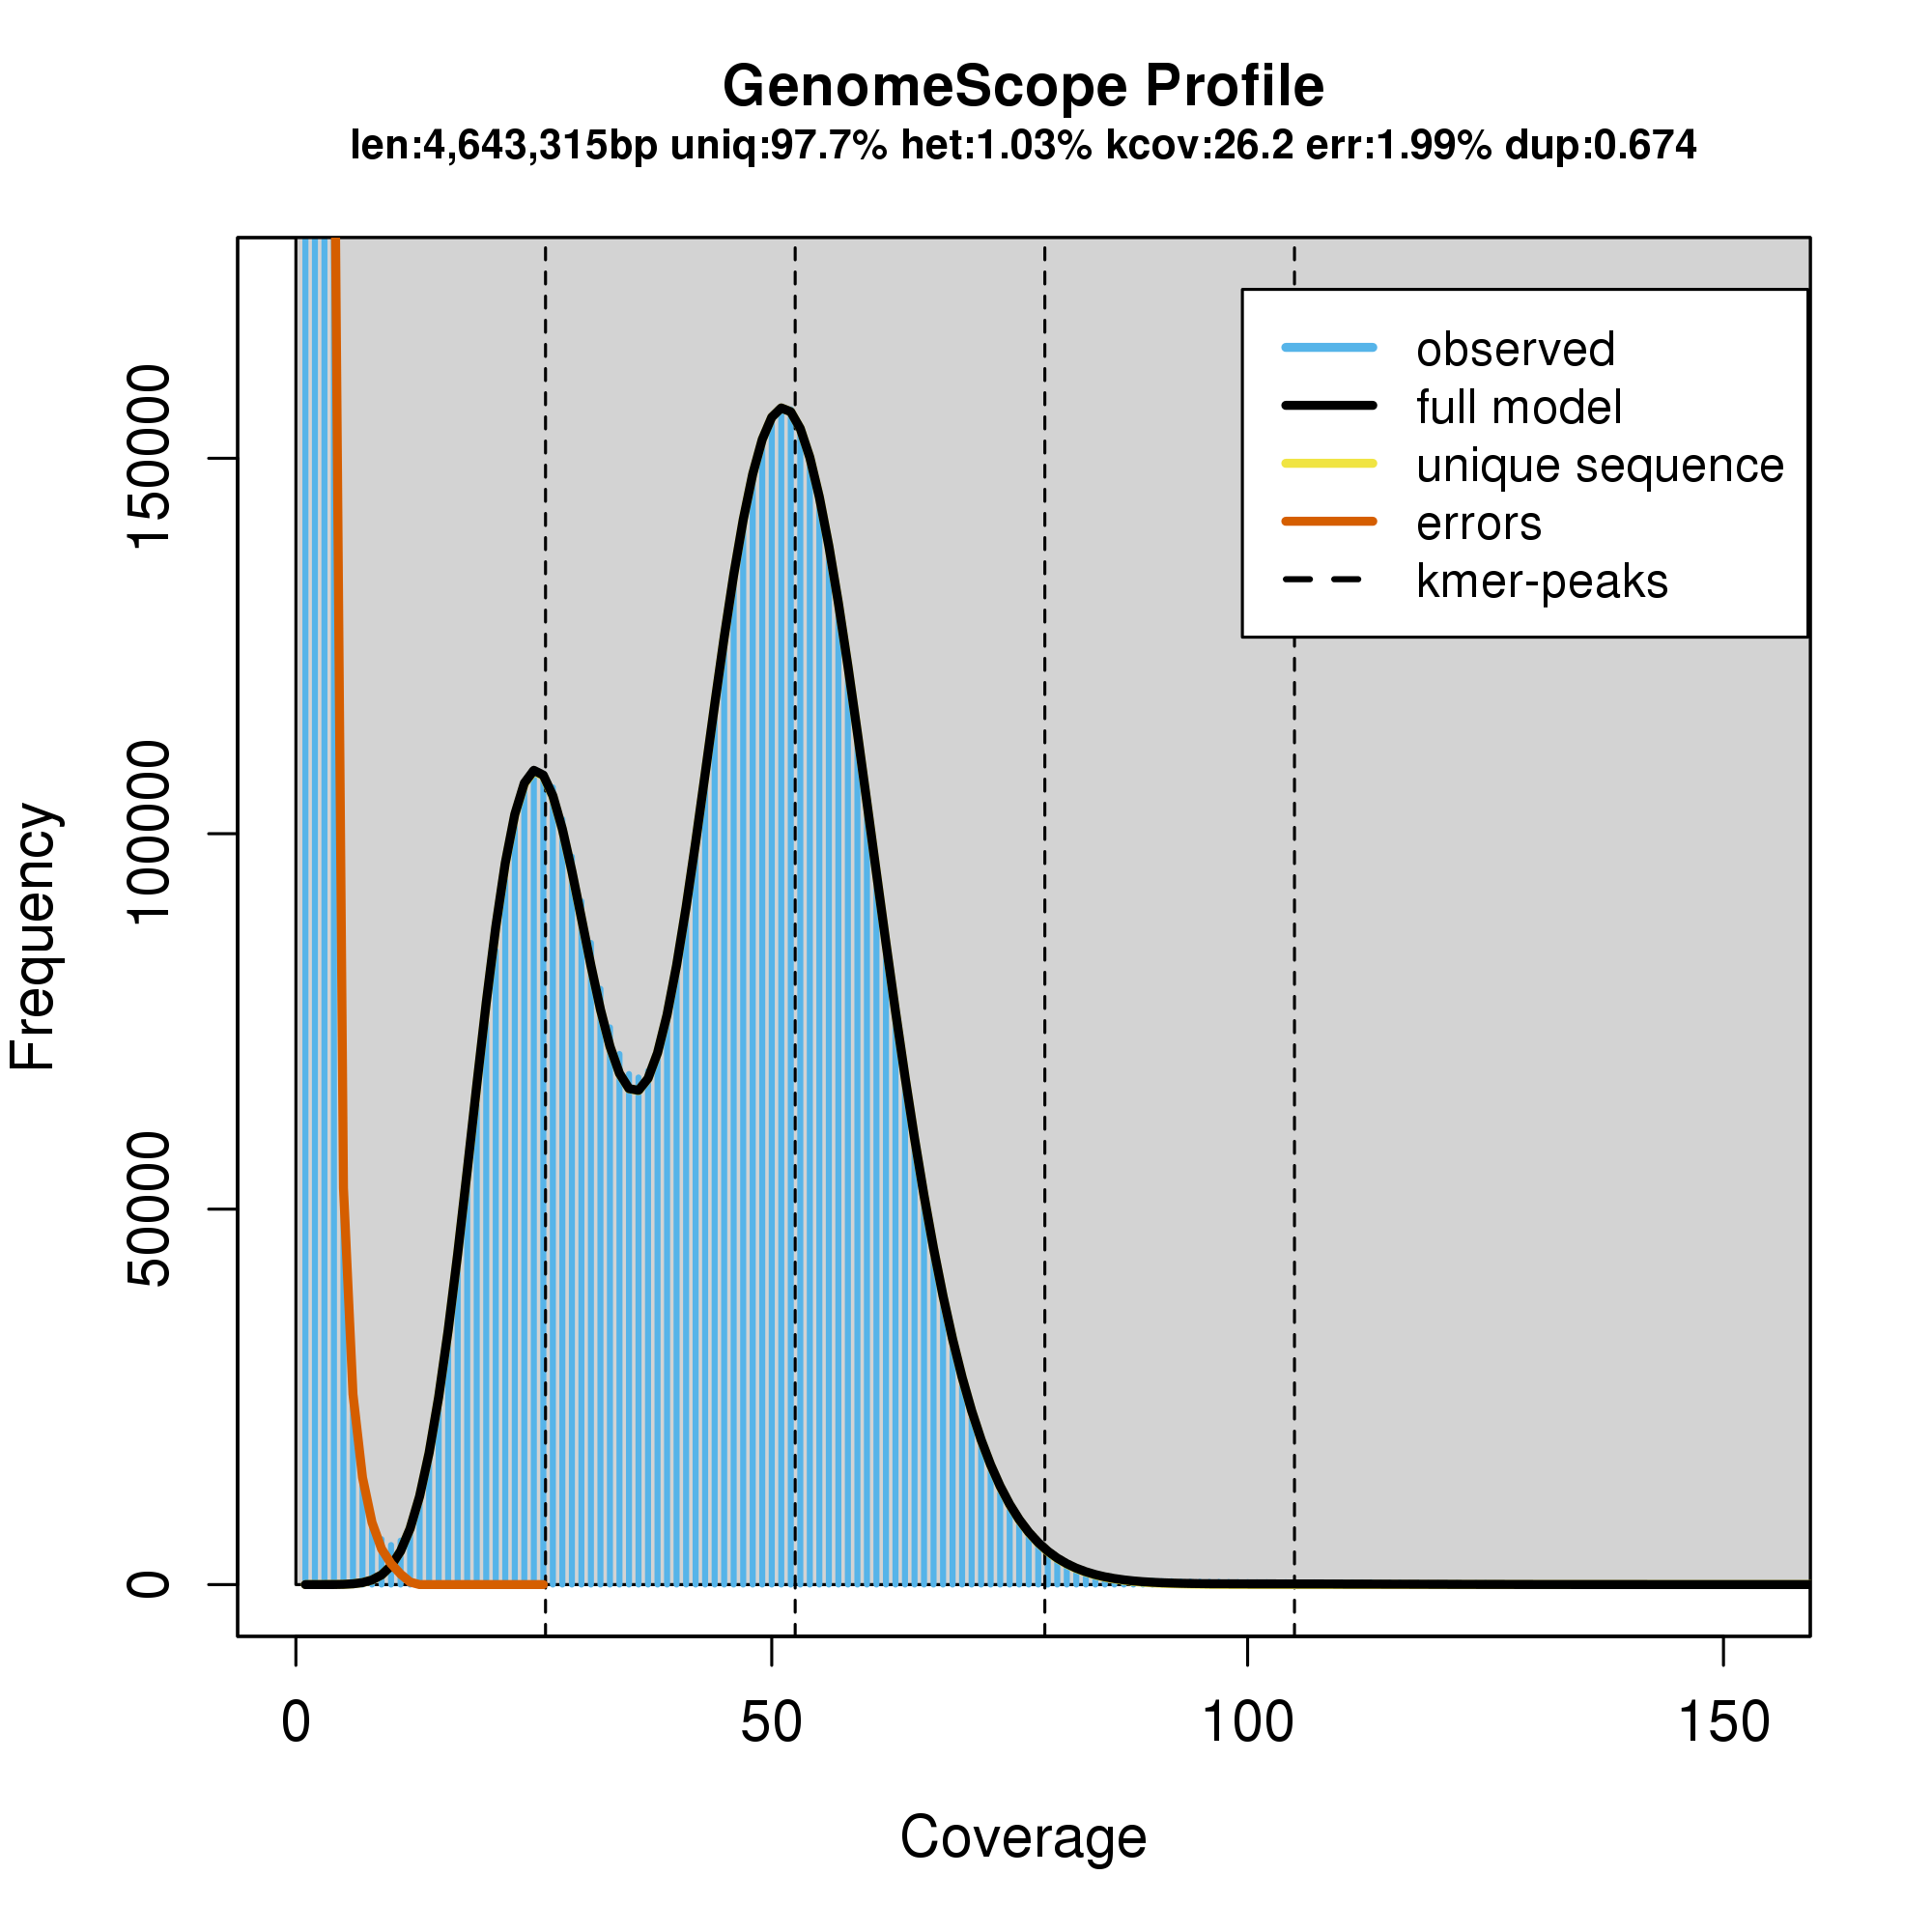 GenomeScope Profile
len:4,643,315bp uniq:97.7% het:1.03% kcov:26.2 err:1.99% dup:0.674
observed
full model
unique sequence
errors
kmer-peaks
Frequency
150000
100000
50000
0
0 50 100 150
Coverage